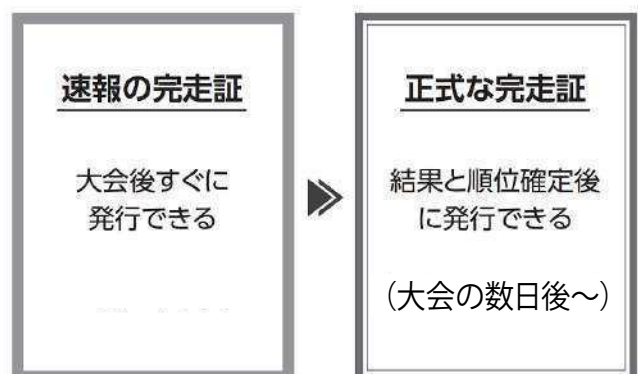 速報の完走証
大会後すぐに
発行できる
正式な完走証
結果と順位確定後
に発行できる
（大会の数日後～）